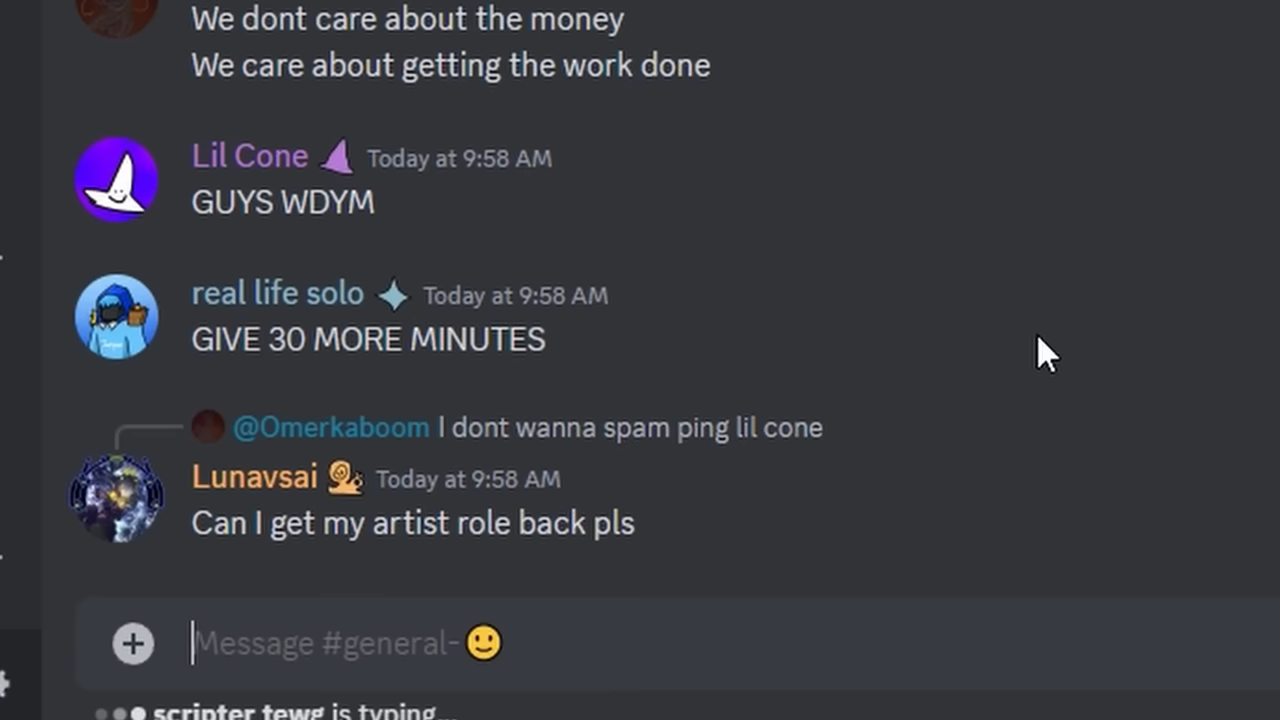 We dont care about the money
We care about getting the work done
Lil Cone Today at 9:58 AM
GUYS WDYM
real life solo Today at 9:58 AM
GIVE 30 MORE MINUTES
@Omerkaboom I dont wanna spam ping lil cone
Lunavsai Today at 9:58 AM
Can I get my artist role back pls
Message #general-🙂
scripter tewg is typing...